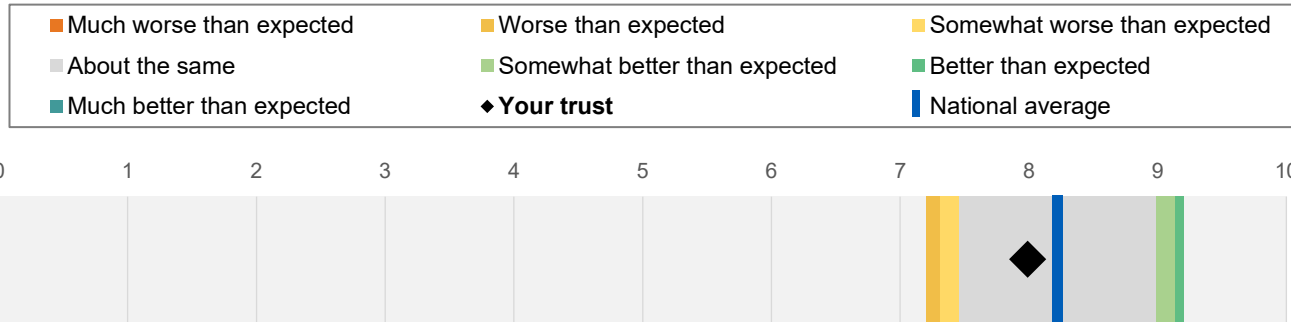 Much worse than expected Worse than expected Somewhat worse than expected
About the same Somewhat better than expected Better than expected
Much better than expected Your trust National average
0 1 2 3 4 5 6 7 8 9 10